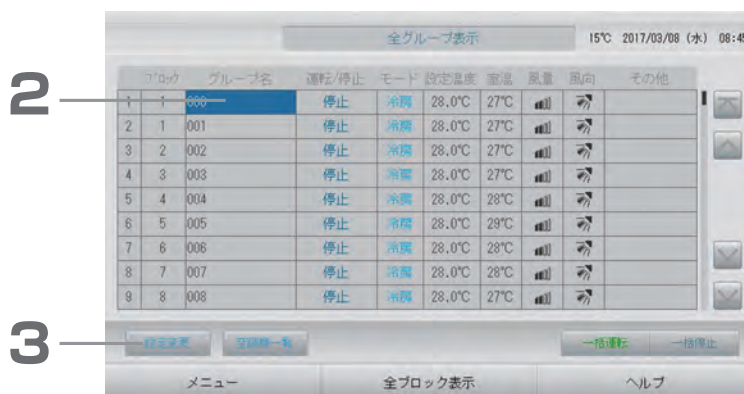 全グループ表示 15℃ 2017/03/08 (水) 08:45
ブロック グループ名 運転/停止 モード 設定温度 室温 風量 風向 その他
2
1 1 000 停止 冷房 28.0℃ 27℃
2 1 001 停止 冷房 28.0℃ 27℃
3 2 002 停止 冷房 28.0℃ 27℃
4 3 003 停止 冷房 28.0℃ 27℃
5 4 004 停止 冷房 28.0℃ 28℃
6 5 005 停止 冷房 28.0℃ 29℃
7 6 006 停止 冷房 28.0℃ 28℃
8 7 007 停止 冷房 28.0℃ 28℃
9 8 008 停止 冷房 28.0℃ 27℃
3
設定変更 空調機一覧 一括運転 一括停止
メニュー 全ブロック表示 ヘルプ